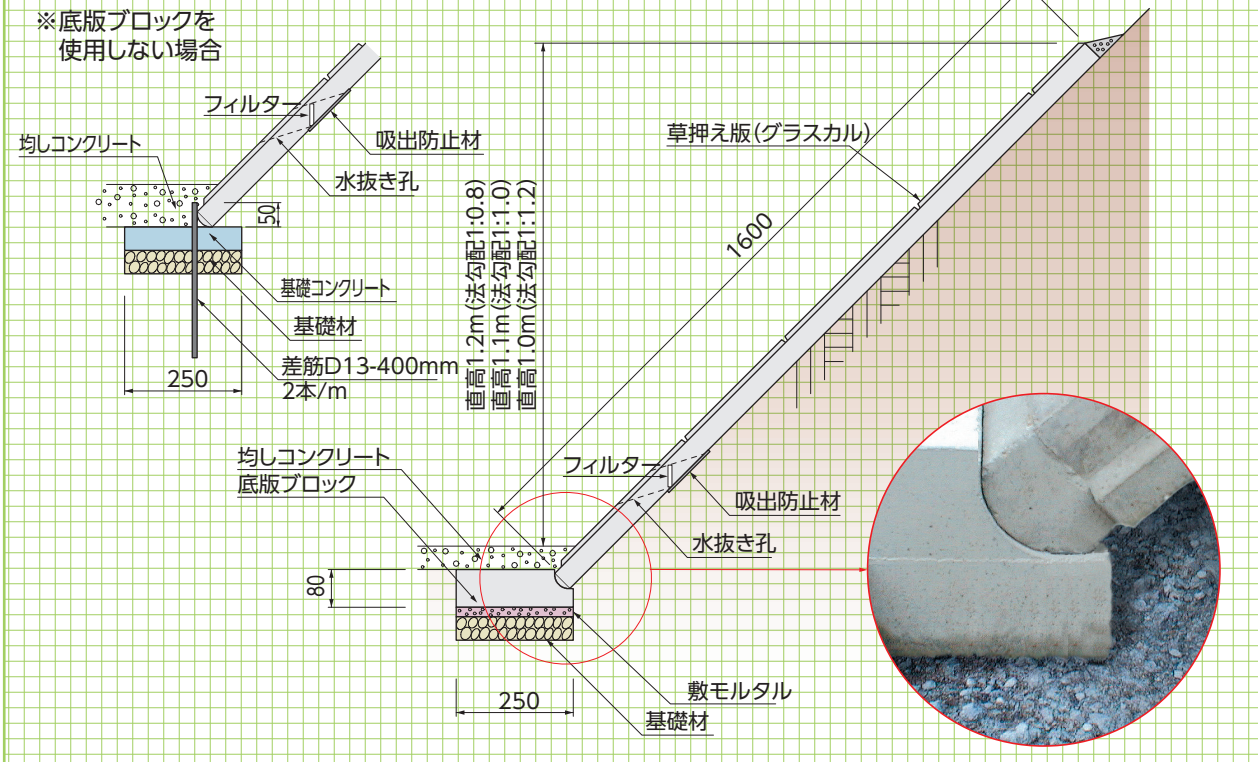 ※底版ブロックを
使用しない場合
フィルター
均しコンクリート
吸出防止材
水抜き孔
50
基礎コンクリート
基礎材
差筋D13-400mm
2本/m
250
草押え版(グラスカル)
1600
直高1.2m(法勾配1:0.8)
直高1.1m(法勾配1:1.0)
直高1.0m(法勾配1:1.2)
均しコンクリート
底版ブロック
フィルター
吸出防止材
水抜き孔
80
250
敷モルタル
基礎材